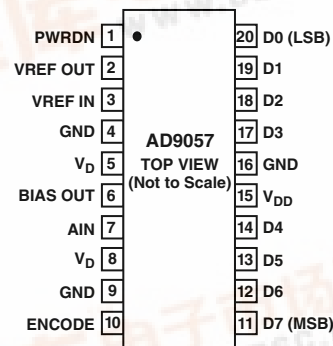 PWRDN 1
VREF OUT 2
VREF IN 3
GND 4
VD 5
BIAS OUT 6
AIN 7
VD 8
GND 9
ENCODE 10
AD9057
TOP VIEW
(Not to Scale)
20 D0 (LSB)
19 D1
18 D2
17 D3
16 GND
15 VDD
14 D4
13 D5
12 D6
11 D7 (MSB)